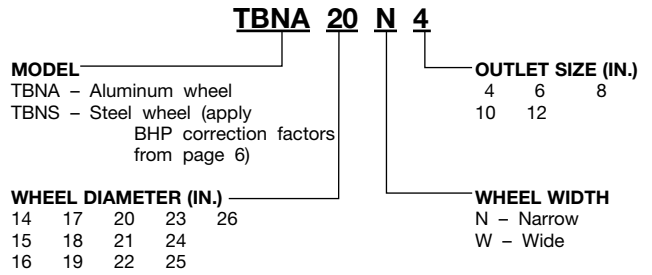 TBNA 20 N 4
MODEL
TBNA – Aluminum wheel
TBNS – Steel wheel (apply
BHP correction factors
from page 6)
OUTLET SIZE (IN.)
4 6 8
10 12
WHEEL DIAMETER (IN.)
14 17 20 23 26
15 18 21 24
16 19 22 25
WHEEL WIDTH
N – Narrow
W – Wide